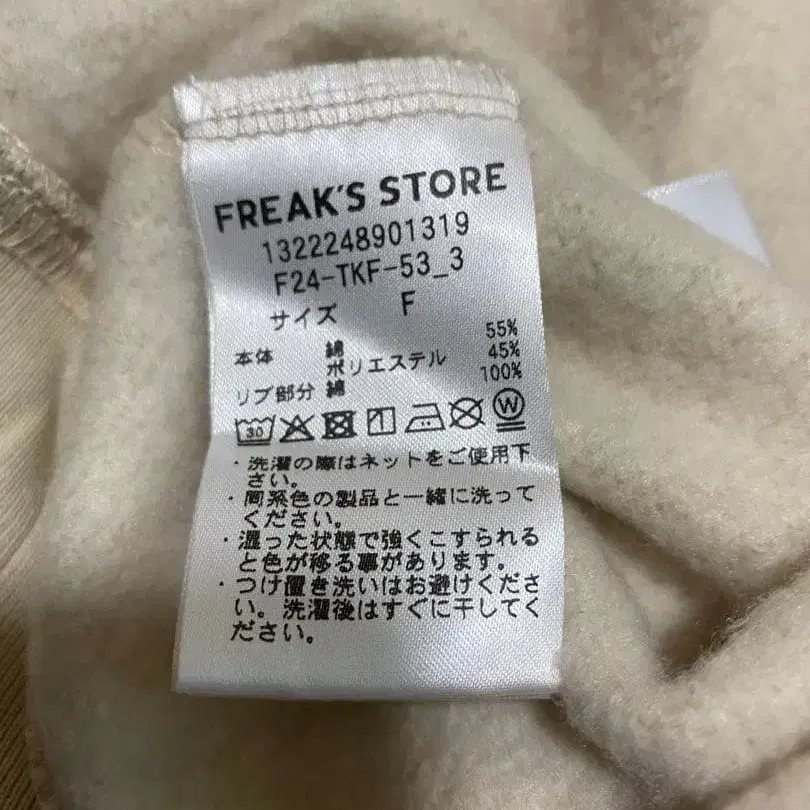 FREAK'S STORE
1322248901319
F24-TKF-53_3
サイズ F
本体 綿 55%
ポリエステル 45%
リブ部分 綿 100%
30 W
・洗濯の際はネットをご使用下
さい。
・同系色の製品と一緒に洗って
ください。
・湿った状態で強くこすられる
と色が移る事があります。
・つけ置き洗いはお避けくださ
い。洗濯後はすぐに干してく
ださい。